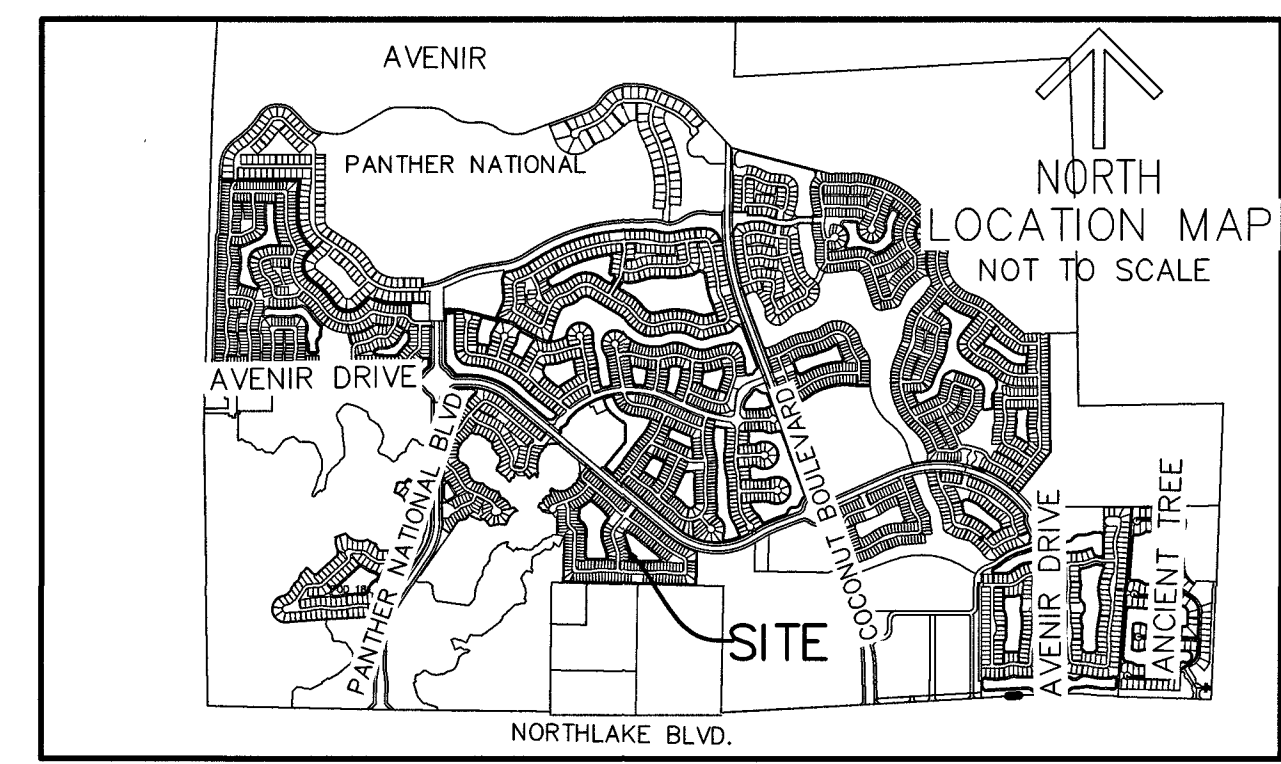 AVENIR
PANTHER NATIONAL
NORTH
LOCATION MAP
NOT TO SCALE
AVENIR DRIVE
PANTHER NATIONAL BLVD
COCONUT BOULEVARD
AVENIR DRIVE
ANCIENT TREE
SITE
NORTHLAKE BLVD.